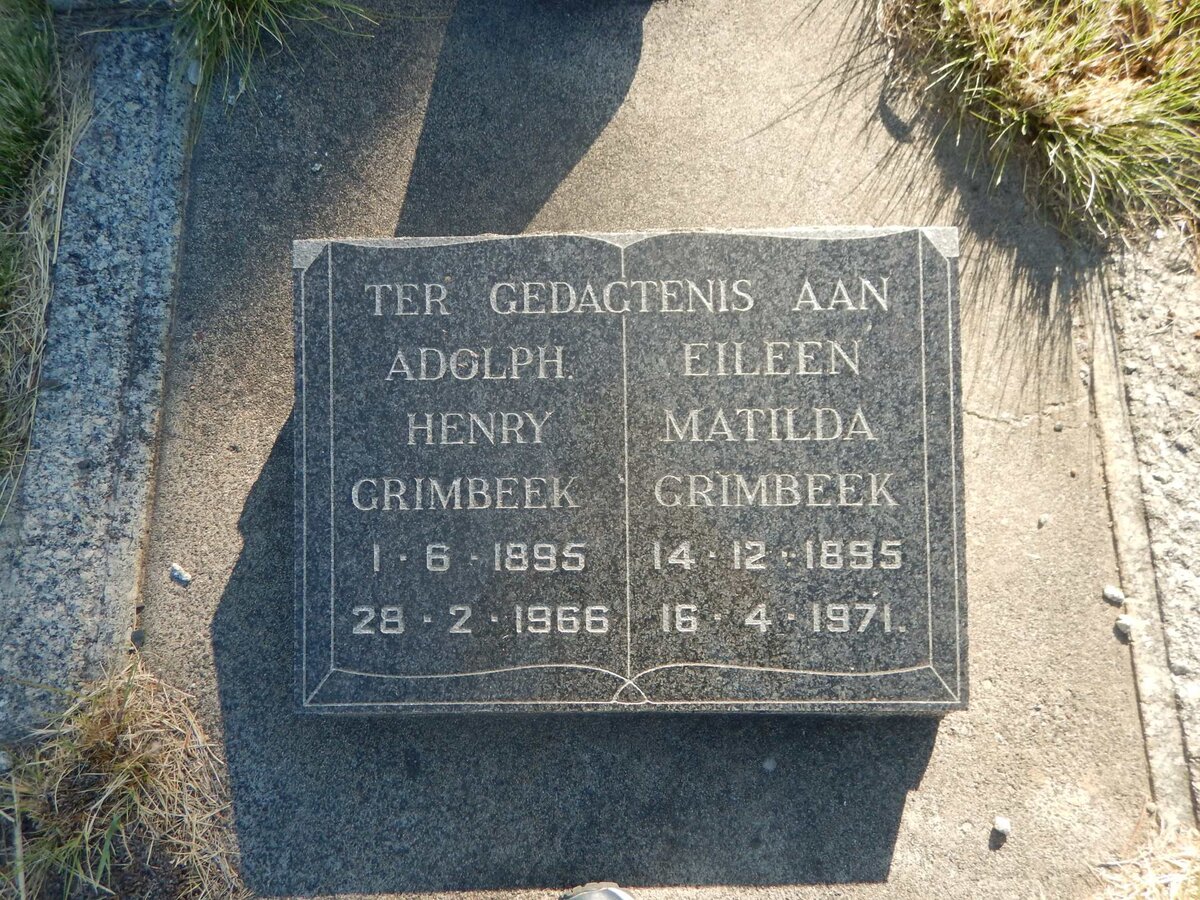 TER GEDAGTENIS AAN
ADOLPH.
HENRY
GRIMBEEK
1 · 6 · 1895
28 · 2 · 1966
EILEEN
MATILDA
GRIMBEEK
14 · 12 · 1895
16 · 4 · 1971.